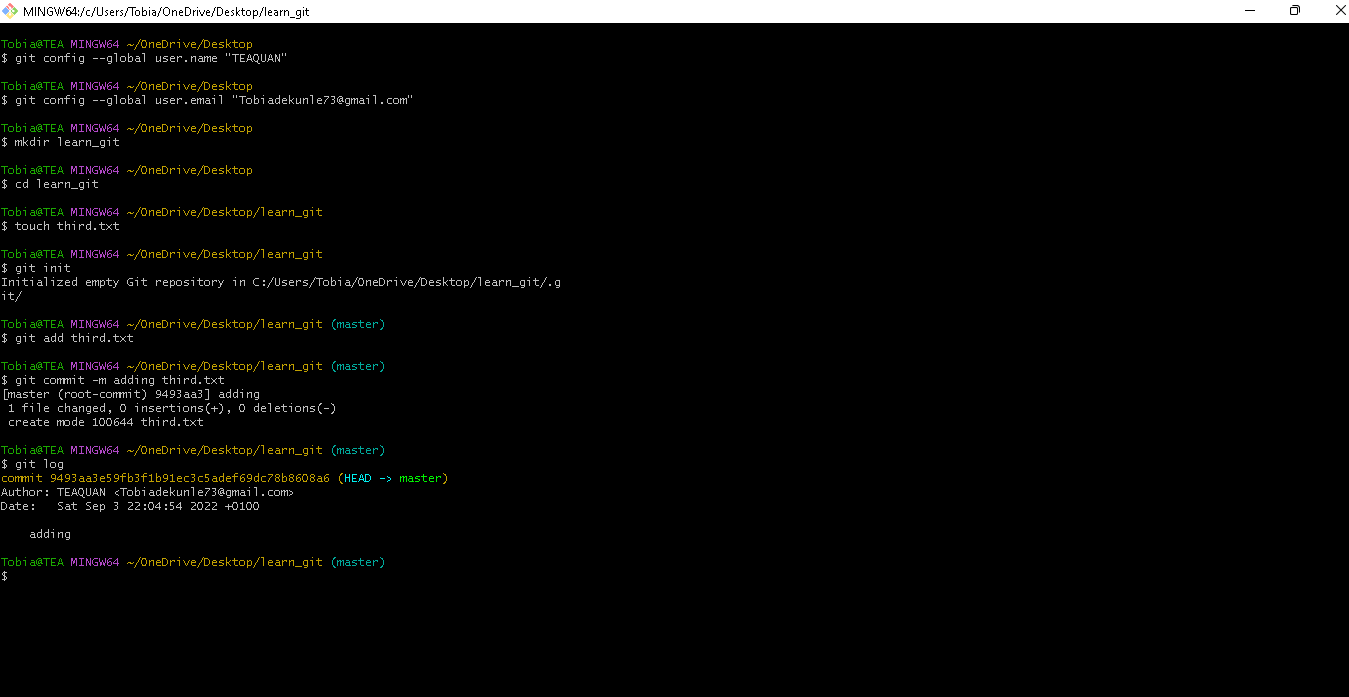 MINGW64:/c/Users/Tobia/OneDrive/Desktop/learn_git
Tobia@TEA MINGW64 ~/OneDrive/Desktop
$ git config --global user.name "TEAQUAN"
Tobia@TEA MINGW64 ~/OneDrive/Desktop
$ git config --global user.email "Tobiadekunle73@gmail.com"
Tobia@TEA MINGW64 ~/OneDrive/Desktop
$ mkdir learn_git
Tobia@TEA MINGW64 ~/OneDrive/Desktop
$ cd learn_git
Tobia@TEA MINGW64 ~/OneDrive/Desktop/learn_git
$ touch third.txt
Tobia@TEA MINGW64 ~/OneDrive/Desktop/learn_git
$ git init
Initialized empty Git repository in C:/Users/Tobia/OneDrive/Desktop/learn_git/.g
it/
Tobia@TEA MINGW64 ~/OneDrive/Desktop/learn_git (master)
$ git add third.txt
Tobia@TEA MINGW64 ~/OneDrive/Desktop/learn_git (master)
$ git commit -m adding third.txt
[master (root-commit) 9493aa3] adding
 1 file changed, 0 insertions(+), 0 deletions(-)
 create mode 100644 third.txt
Tobia@TEA MINGW64 ~/OneDrive/Desktop/learn_git (master)
$ git log
commit 9493aa3e59fb3f1b91ec3c5adef69dc78b8608a6 (HEAD -> master)
Author: TEAQUAN <Tobiadekunle73@gmail.com>
Date:   Sat Sep 3 22:04:54 2022 +0100
    adding
Tobia@TEA MINGW64 ~/OneDrive/Desktop/learn_git (master)
$